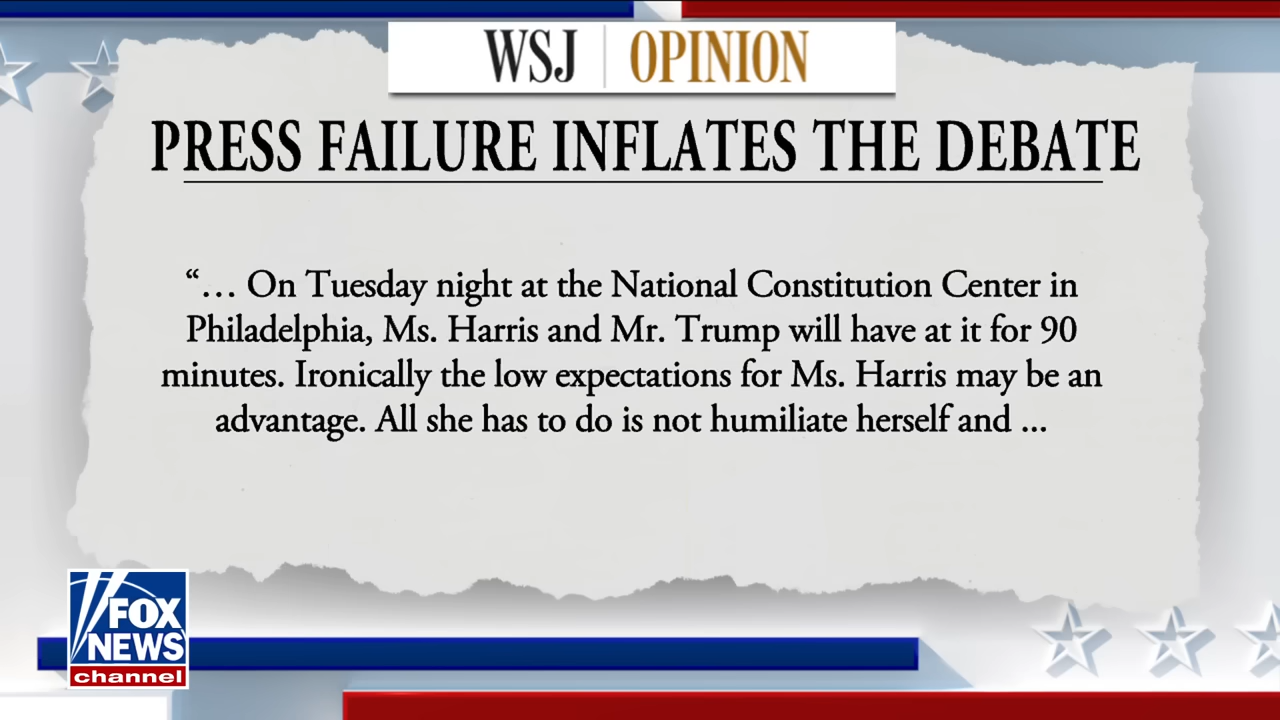 WSJ | OPINION
PRESS FAILURE INFLATES THE DEBATE
“… On Tuesday night at the National Constitution Center in
Philadelphia, Ms. Harris and Mr. Trump will have at it for 90
minutes. Ironically the low expectations for Ms. Harris may be an
advantage. All she has to do is not humiliate herself and ...
FOX
NEWS
channel